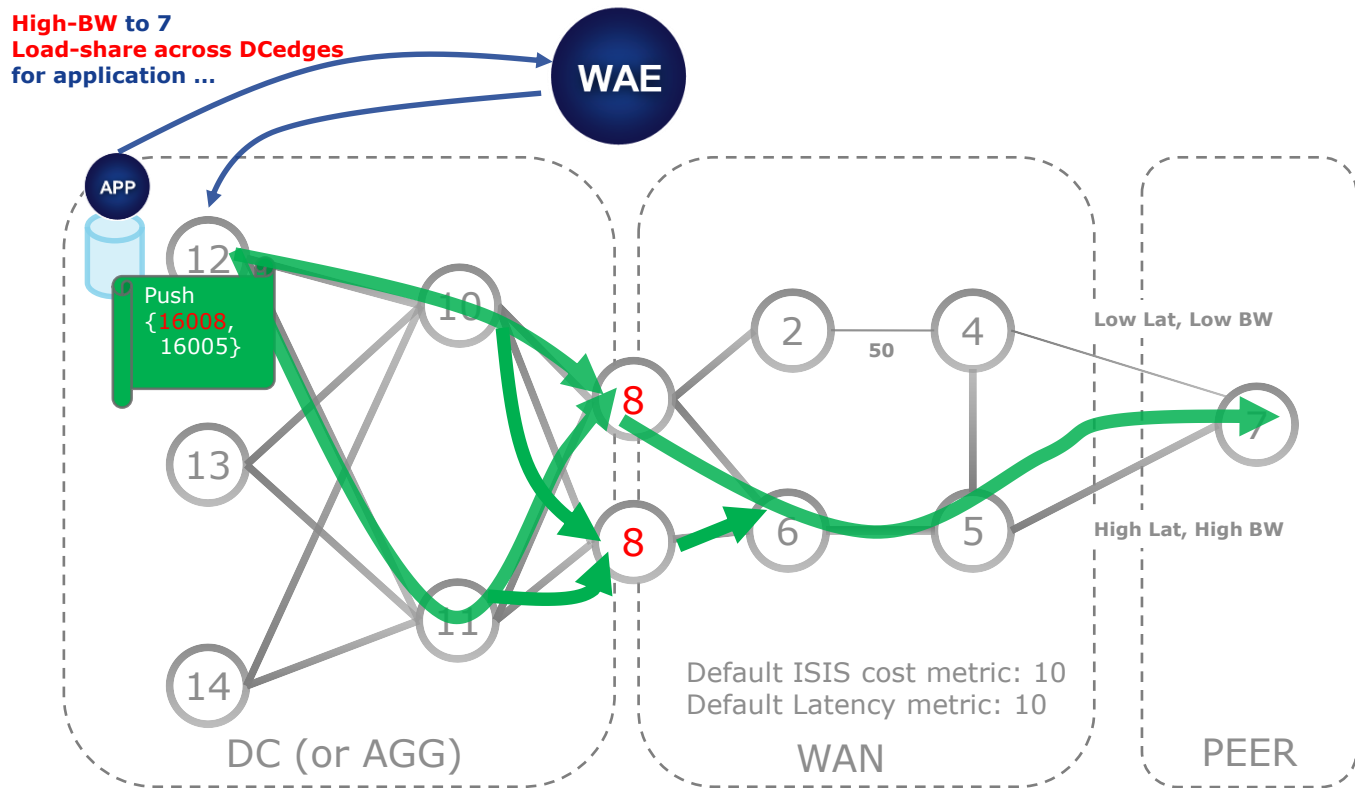 High-BW to 7
Load-share across DCedges
for application ...
WAE
APP
12
Push
{16008,
16005}
10
13
11
14
8
8
2
4
50
6
5
Low Lat, Low BW
7
High Lat, High BW
Default ISIS cost metric: 10
Default Latency metric: 10
DC (or AGG)
WAN
PEER